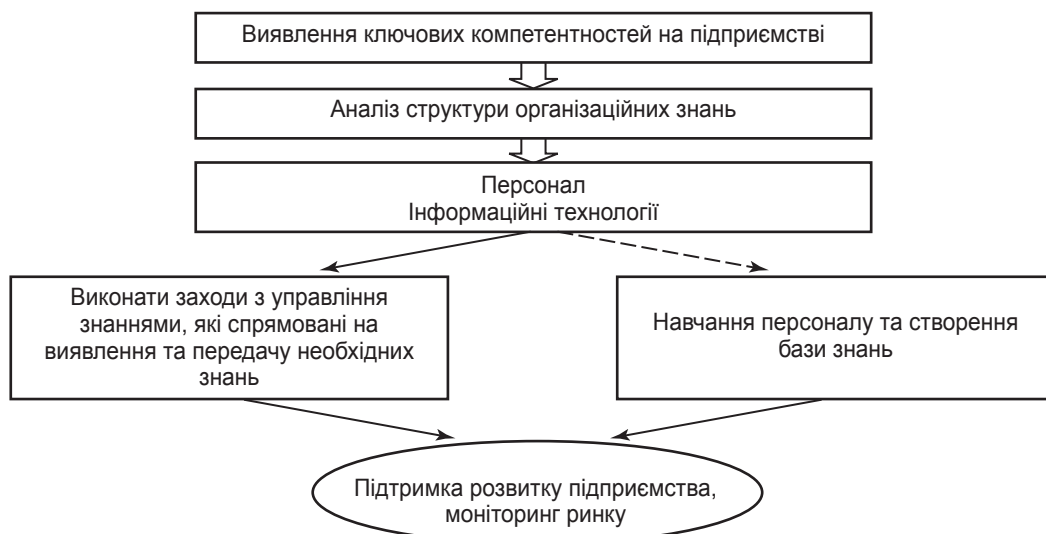 Виявлення ключових компетентностей на підприємстві
Аналіз структури організаційних знань
Персонал
Інформаційні технології
Виконати заходи з управління
знаннями, які спрямовані на
виявлення та передачу необхідних
знань
Навчання персоналу та створення
бази знань
Підтримка розвитку підприємства,
моніторинг ринку